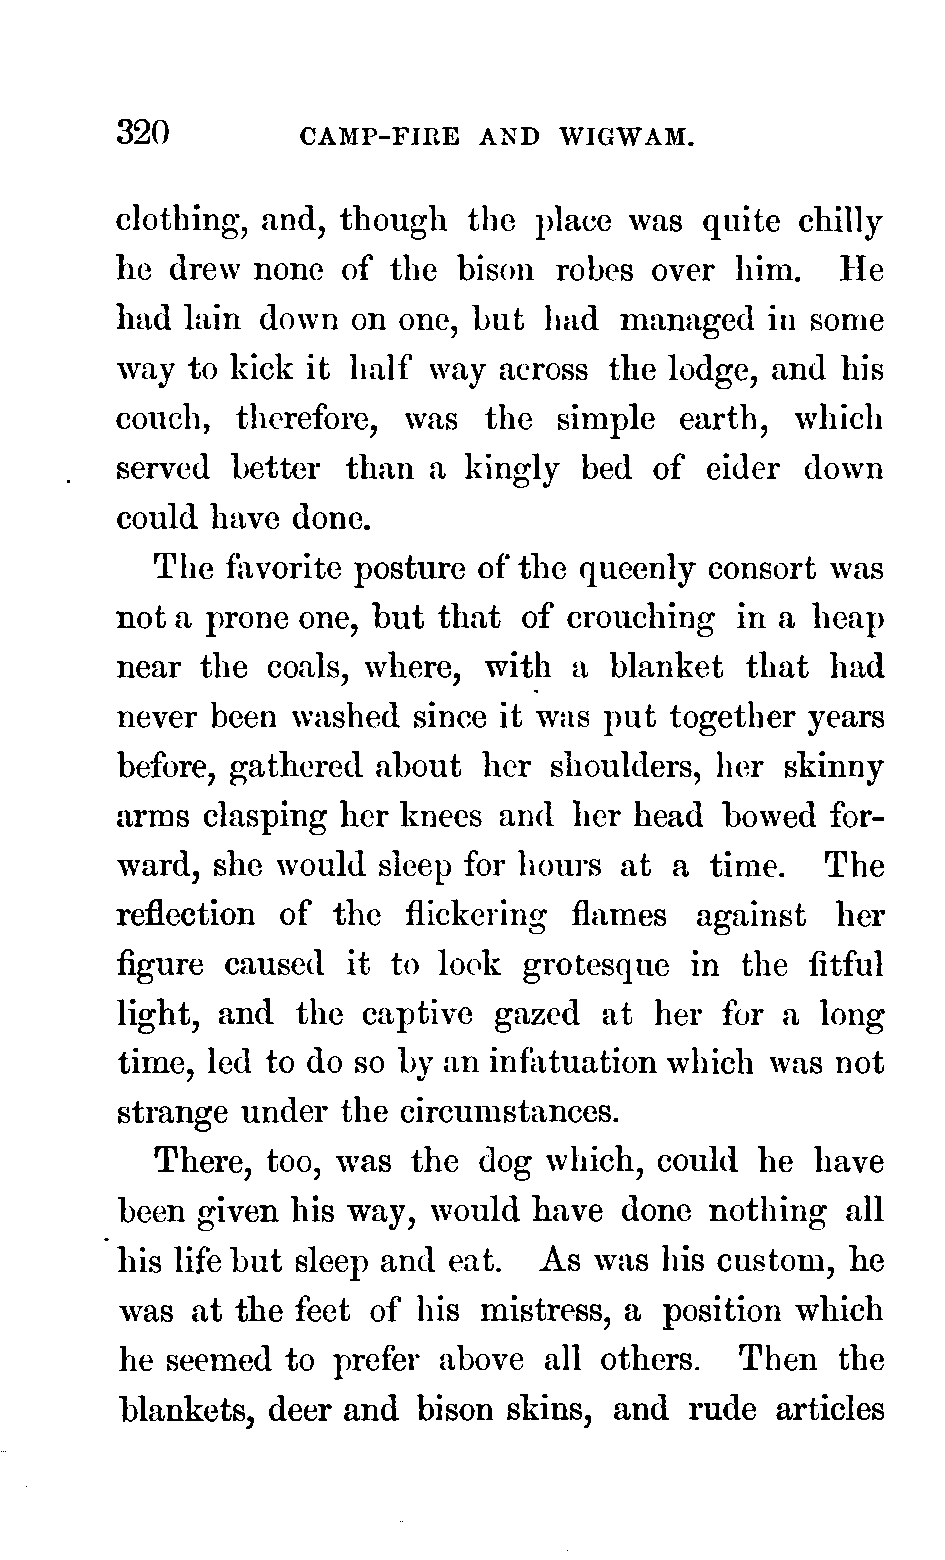 320 CAMP-FIRE AND WIGWAM.
clothing, and, though the place was quite chilly
he drew none of the bison robes over him. He
had lain down on one, but had managed in some
way to kick it half way across the lodge, and his
couch, therefore, was the simple earth, which
served better than a kingly bed of eider down
could have done.
The favorite posture of the queenly consort was
not a prone one, but that of crouching in a heap
near the coals, where, with a blanket that had
never been washed since it was put together years
before, gathered about her shoulders, her skinny
arms clasping her knees and her head bowed for-
ward, she would sleep for hours at a time. The
reflection of the flickering flames against her
figure caused it to look grotesque in the fitful
light, and the captive gazed at her for a long
time, led to do so by an infatuation which was not
strange under the circumstances.
There, too, was the dog which, could he have
been given his way, would have done nothing all
his life but sleep and eat. As was his custom, he
was at the feet of his mistress, a position which
he seemed to prefer above all others. Then the
blankets, deer and bison skins, and rude articles